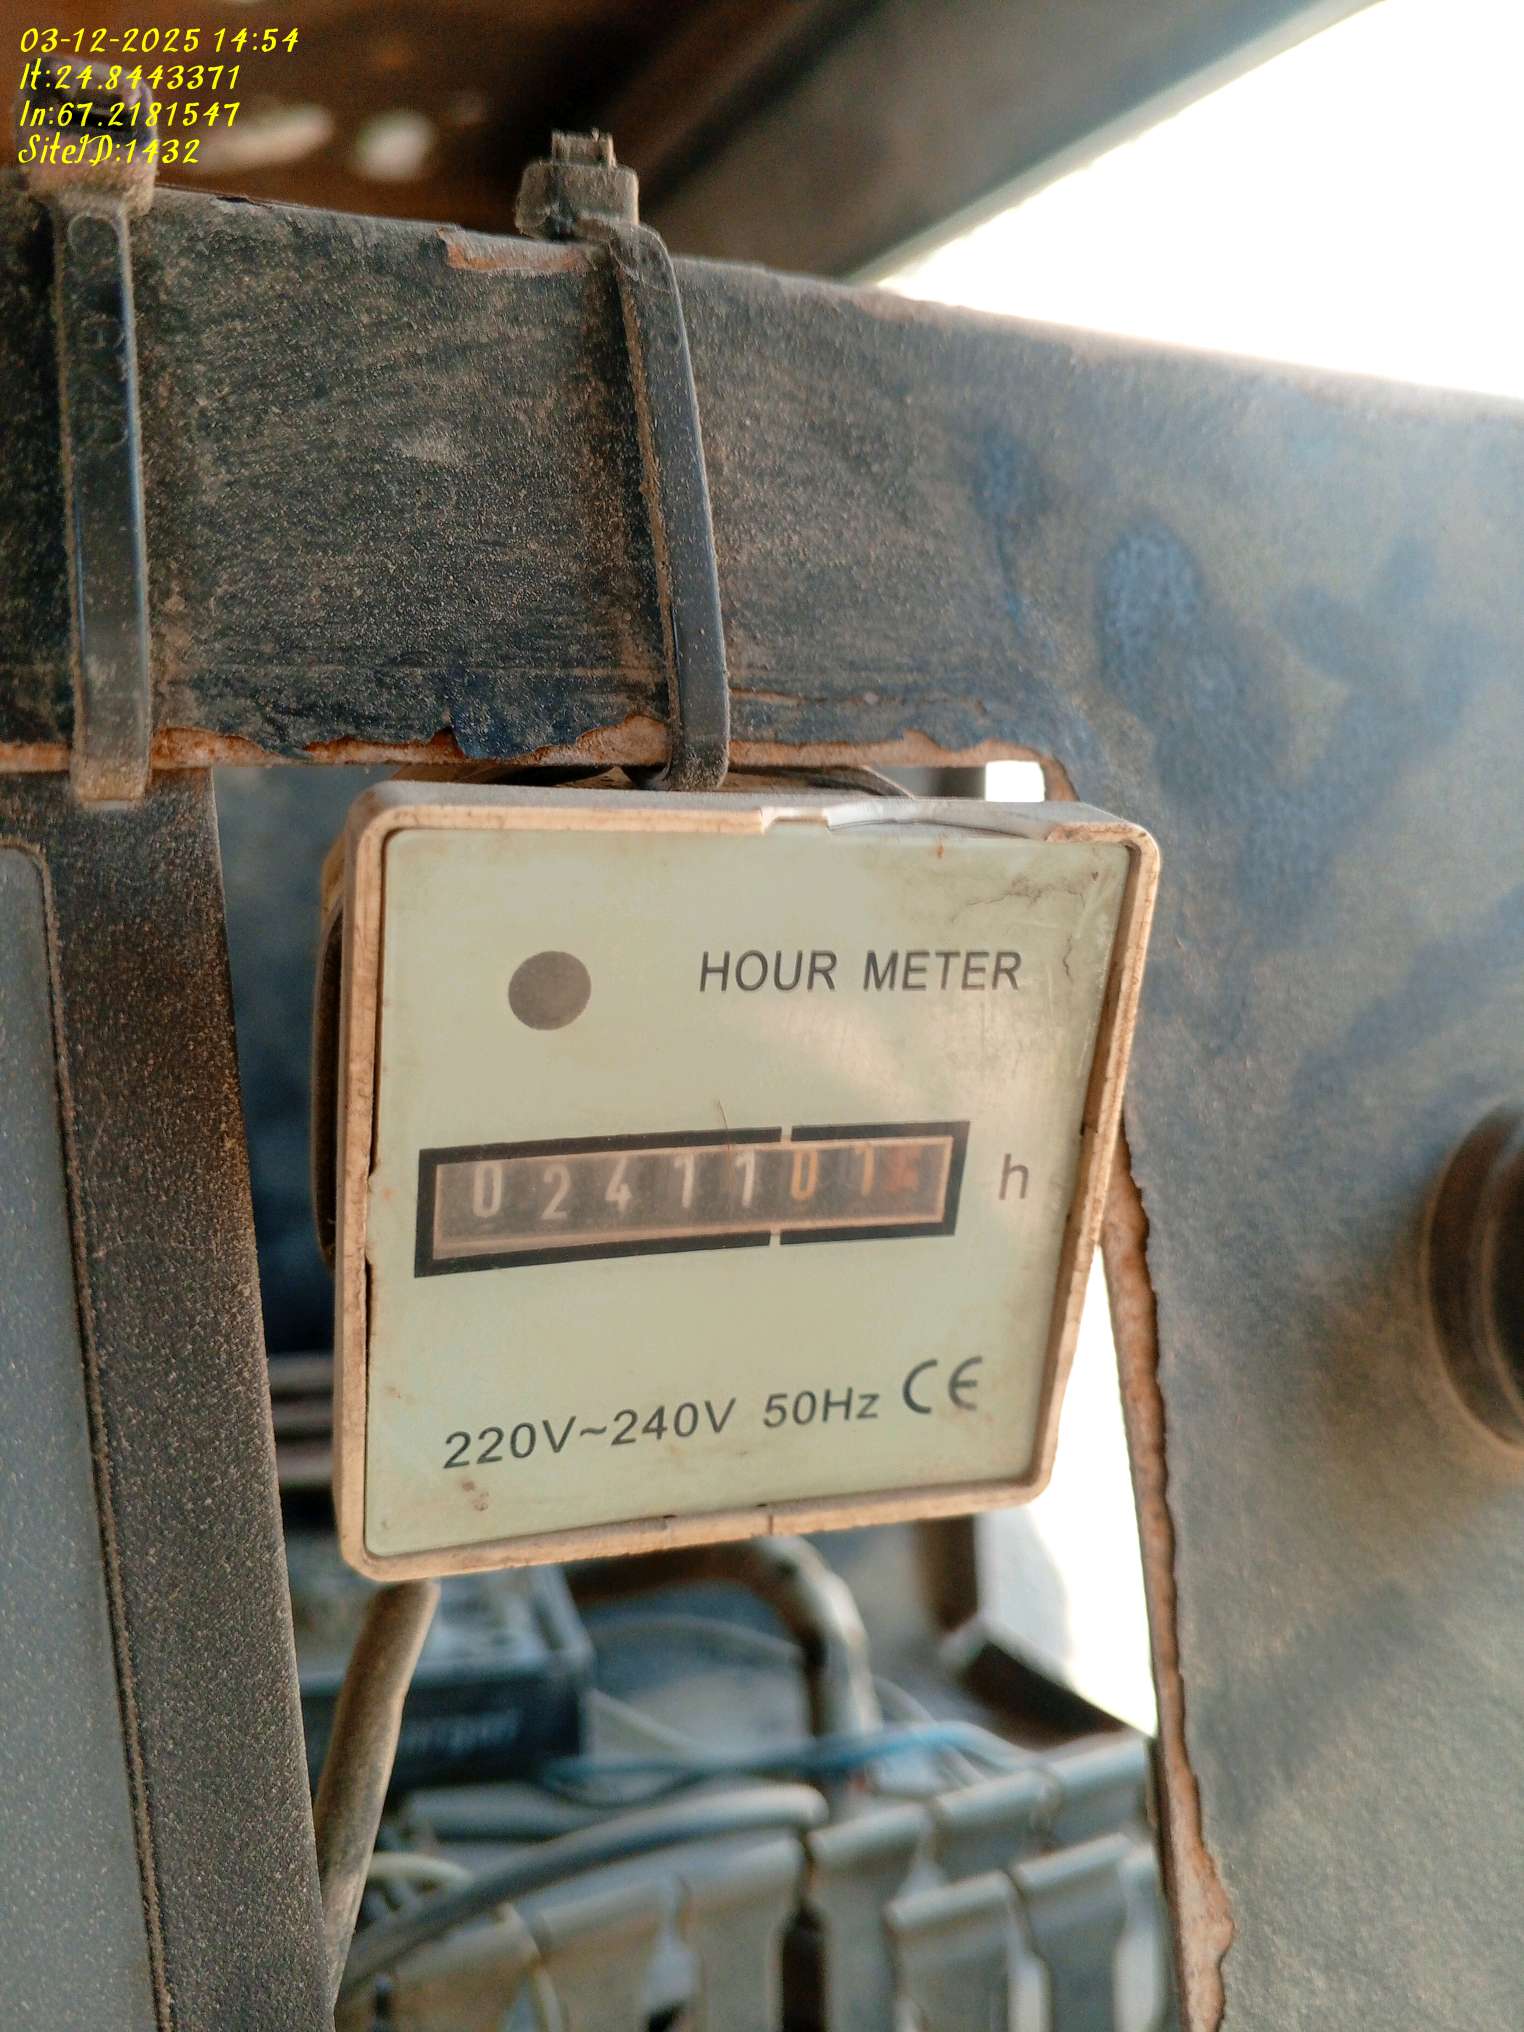 03-12-2025 14:54
lt:24.8443371
ln:67.2181547
SiteID:1432
HOUR METER
0241101 h
220V~240V 50Hz CE